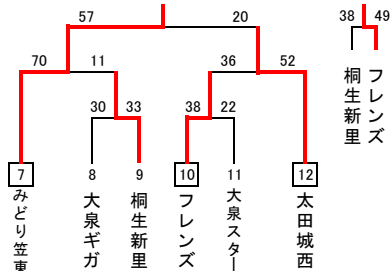 57 20
38 49
桐生新里
フレンズ
70 11 36 52
30 33 38 22
7 8 9 10 11 12
みどり笠東
大泉ギガ
桐生新里
フレンズ
大泉スター
太田城西